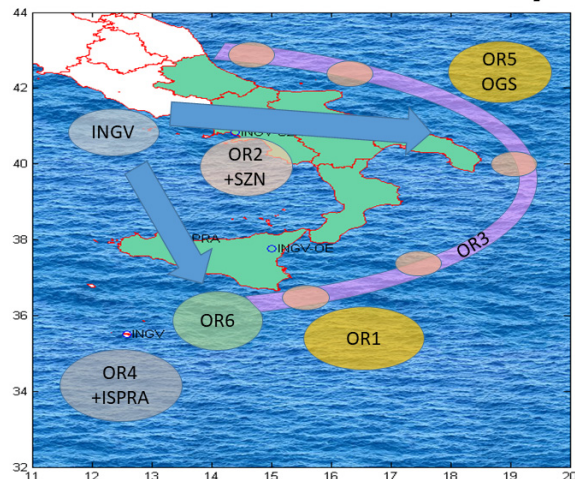 44
42
40
38
36
34
32
11
12
13
14
15
16
17
18
19
20
OR5
OGS
INGV
OR2
+SZN
PRA
INGV-OE
OR3
OR6
INGV
OR1
OR4
+ISPRA